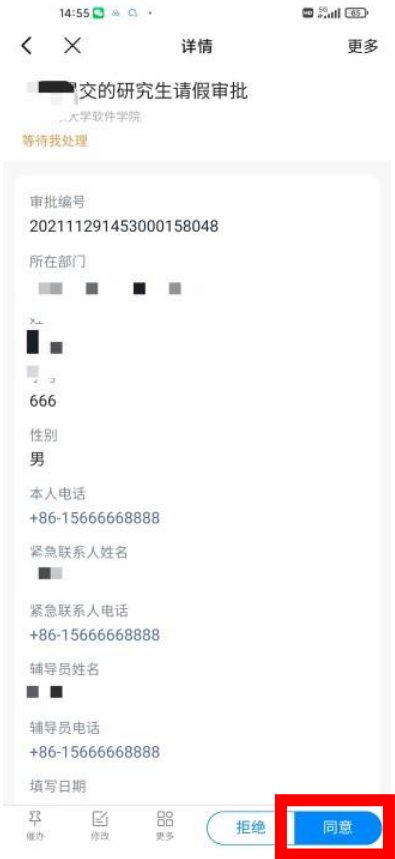 14:55
5G
65
详情
更多
交的研究生请假审批
大学软件学院
等待我处理
审批编号
202111291453000158048
所在部门
666
性别
男
本人电话
+86-15666668888
紧急联系人姓名
紧急联系人电话
+86-15666668888
辅导员姓名
辅导员电话
+86-15666668888
填写日期
催办
修改
更多
拒绝
同意